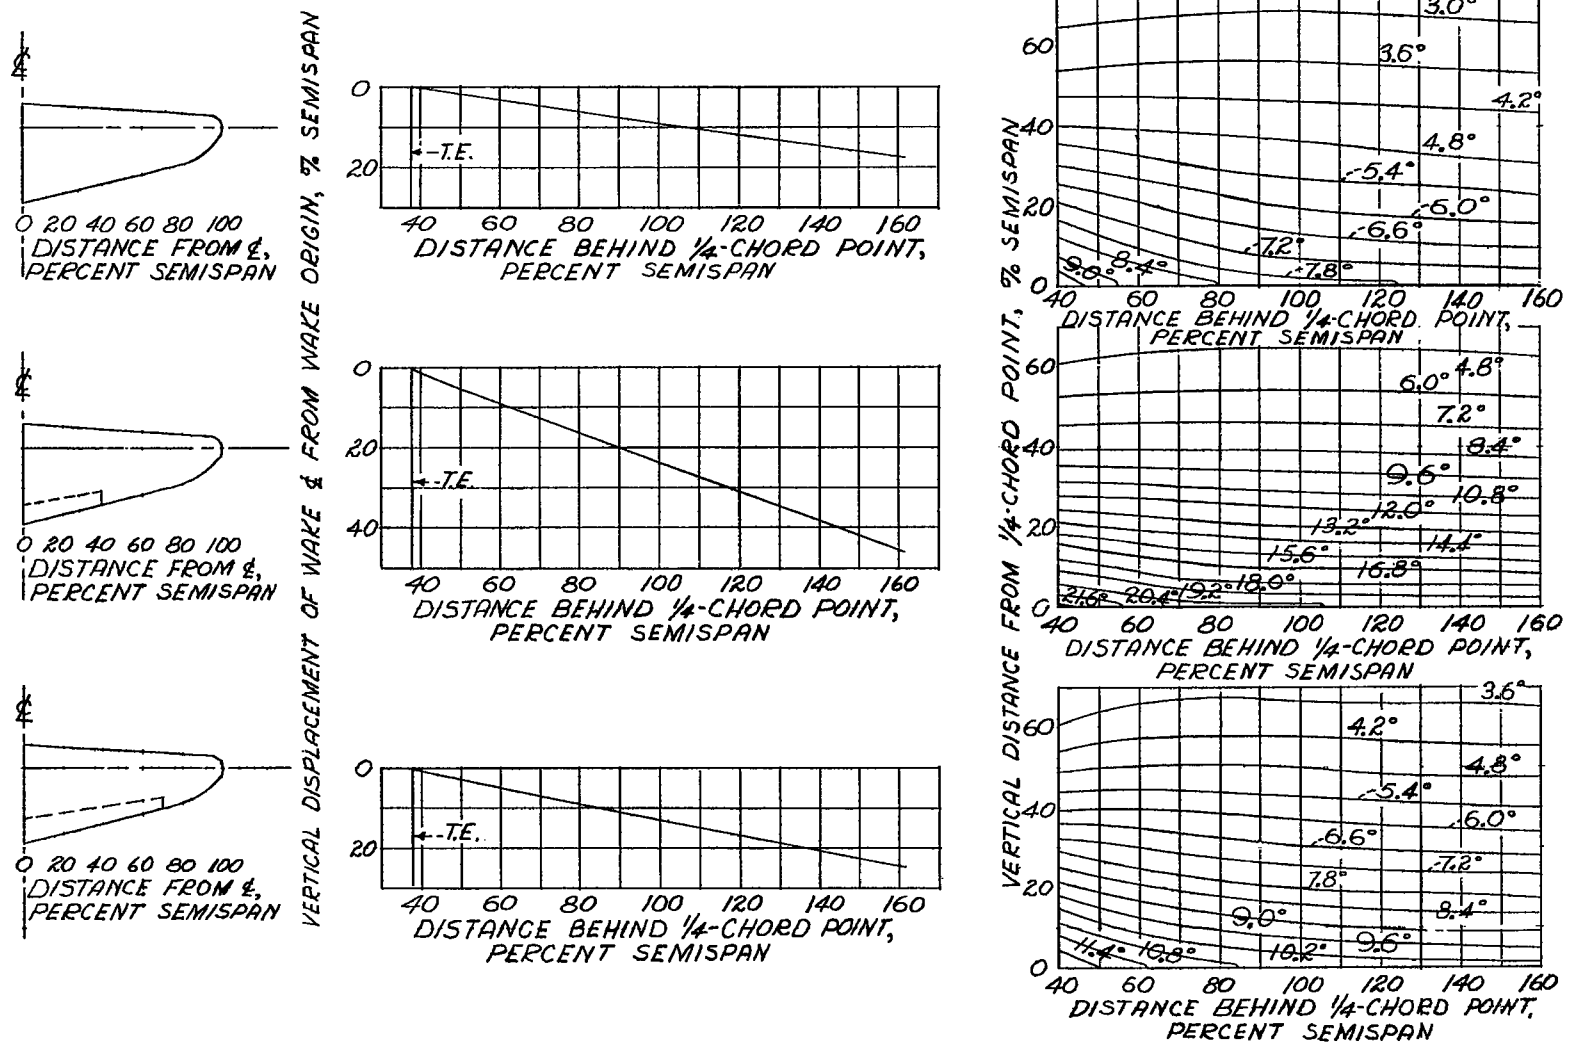 ℄
0 20 40 60 80 100
DISTANCE FROM ℄,
PERCENT SEMISPAN
℄
0 20 40 60 80 100
DISTANCE FROM ℄,
PERCENT SEMISPAN
℄
0 20 40 60 80 100
DISTANCE FROM ℄,
PERCENT SEMISPAN
VERTICAL DISPLACEMENT OF WAKE ℄ FROM WAKE ORIGIN, % SEMISPAN
0
20
T.E.
40 60 80 100 120 140 160
DISTANCE BEHIND 1/4-CHORD POINT,
PERCENT SEMISPAN
0
20
40
T.E.
40 60 80 100 120 140 160
DISTANCE BEHIND 1/4-CHORD POINT,
PERCENT SEMISPAN
0
20
T.E.
40 60 80 100 120 140 160
DISTANCE BEHIND 1/4-CHORD POINT,
PERCENT SEMISPAN
VERTICAL DISTANCE FROM 1/4-CHORD POINT, % SEMISPAN
60
40
20
0
3.0°
3.6°
4.2°
4.8°
5.4°
6.0°
6.6°
7.2°
7.8°
9.0° 8.4°
40 60 80 100 120 140 160
DISTANCE BEHIND 1/4-CHORD POINT,
PERCENT SEMISPAN
60
40
20
0
4.8°
6.0°
7.2°
8.4°
9.6°
10.8°
12.0°
13.2°
14.4°
15.6°
16.8°
21.6° 20.4° 19.2° 18.0°
40 60 80 100 120 140 160
DISTANCE BEHIND 1/4-CHORD POINT,
PERCENT SEMISPAN
60
40
20
0
3.6°
4.2°
4.8°
5.4°
6.0°
6.6°
7.2°
7.8°
8.4°
9.0°
9.6°
11.4° 10.8° 10.2°
40 60 80 100 120 140 160
DISTANCE BEHIND 1/4-CHORD POINT,
PERCENT SEMISPAN